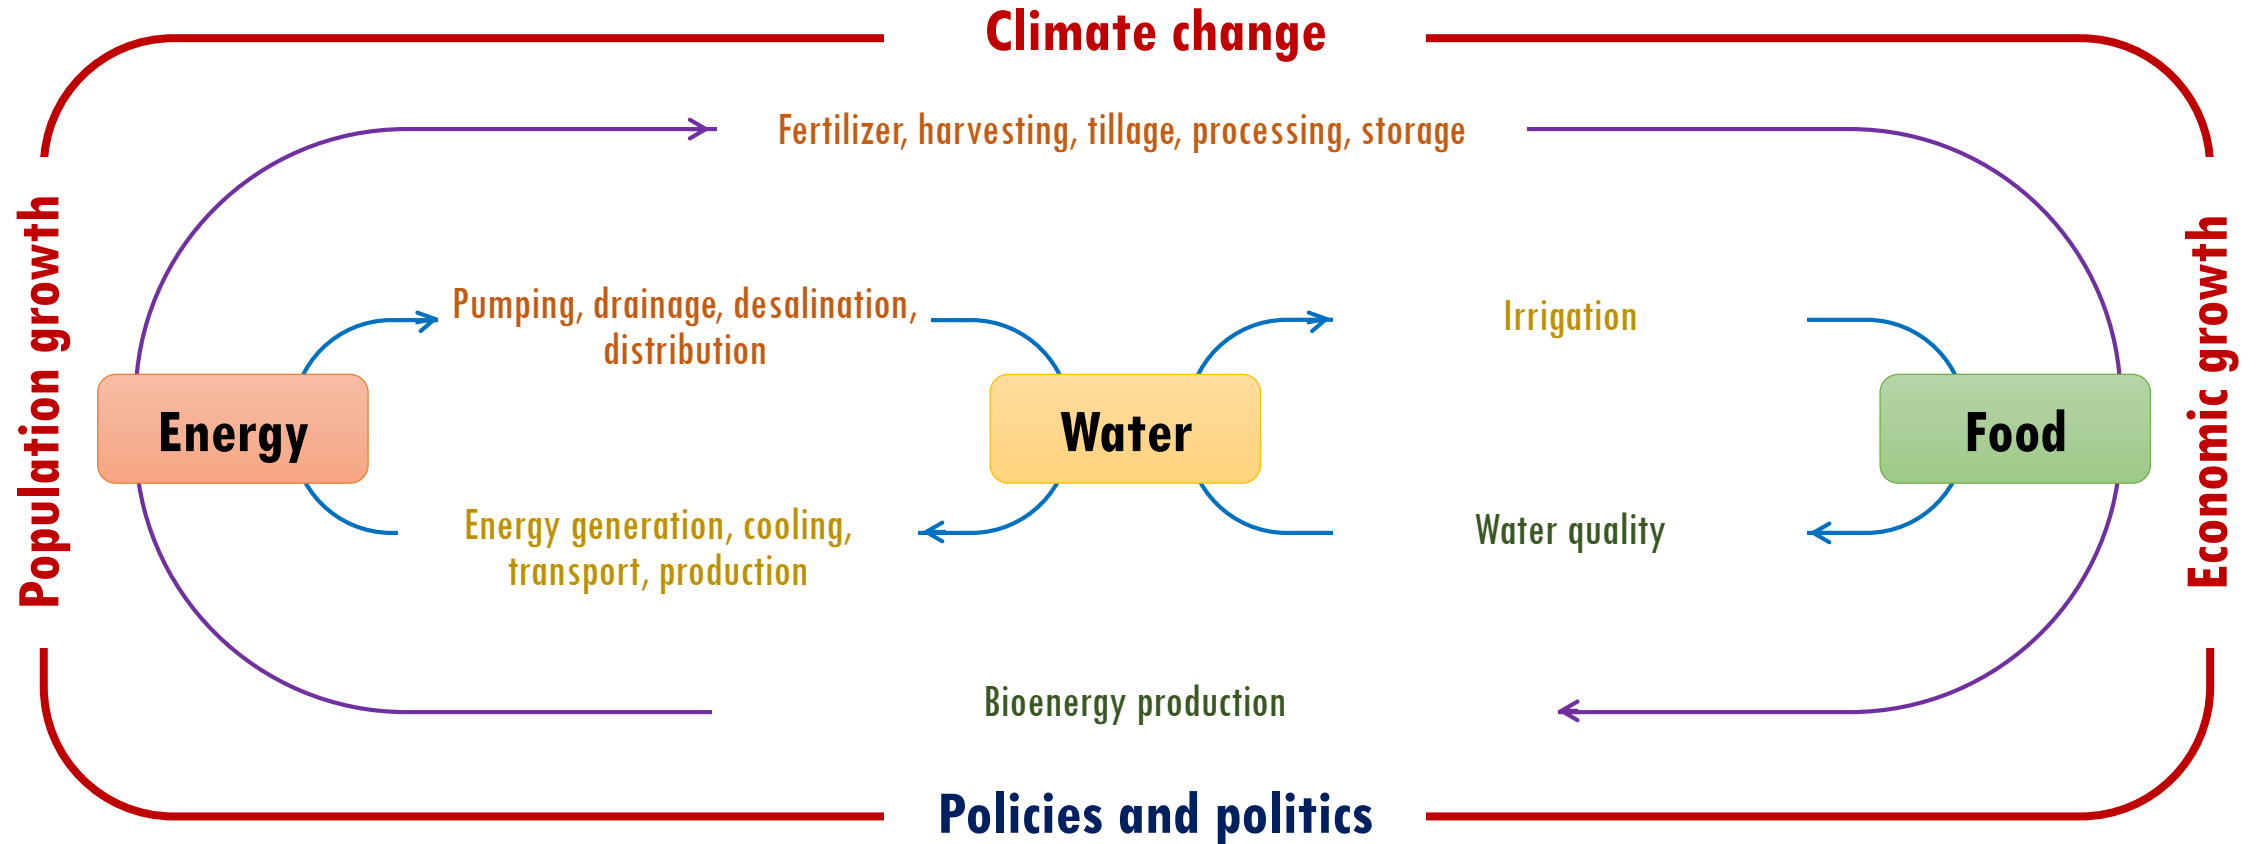 Climate change
Fertilizer, harvesting, tillage, processing, storage
Population growth
Pumping, drainage, desalination,
distribution
Irrigation
Economic growth
Energy
Water
Food
Energy generation, cooling,
transport, production
Water quality
Bioenergy production
Policies and politics